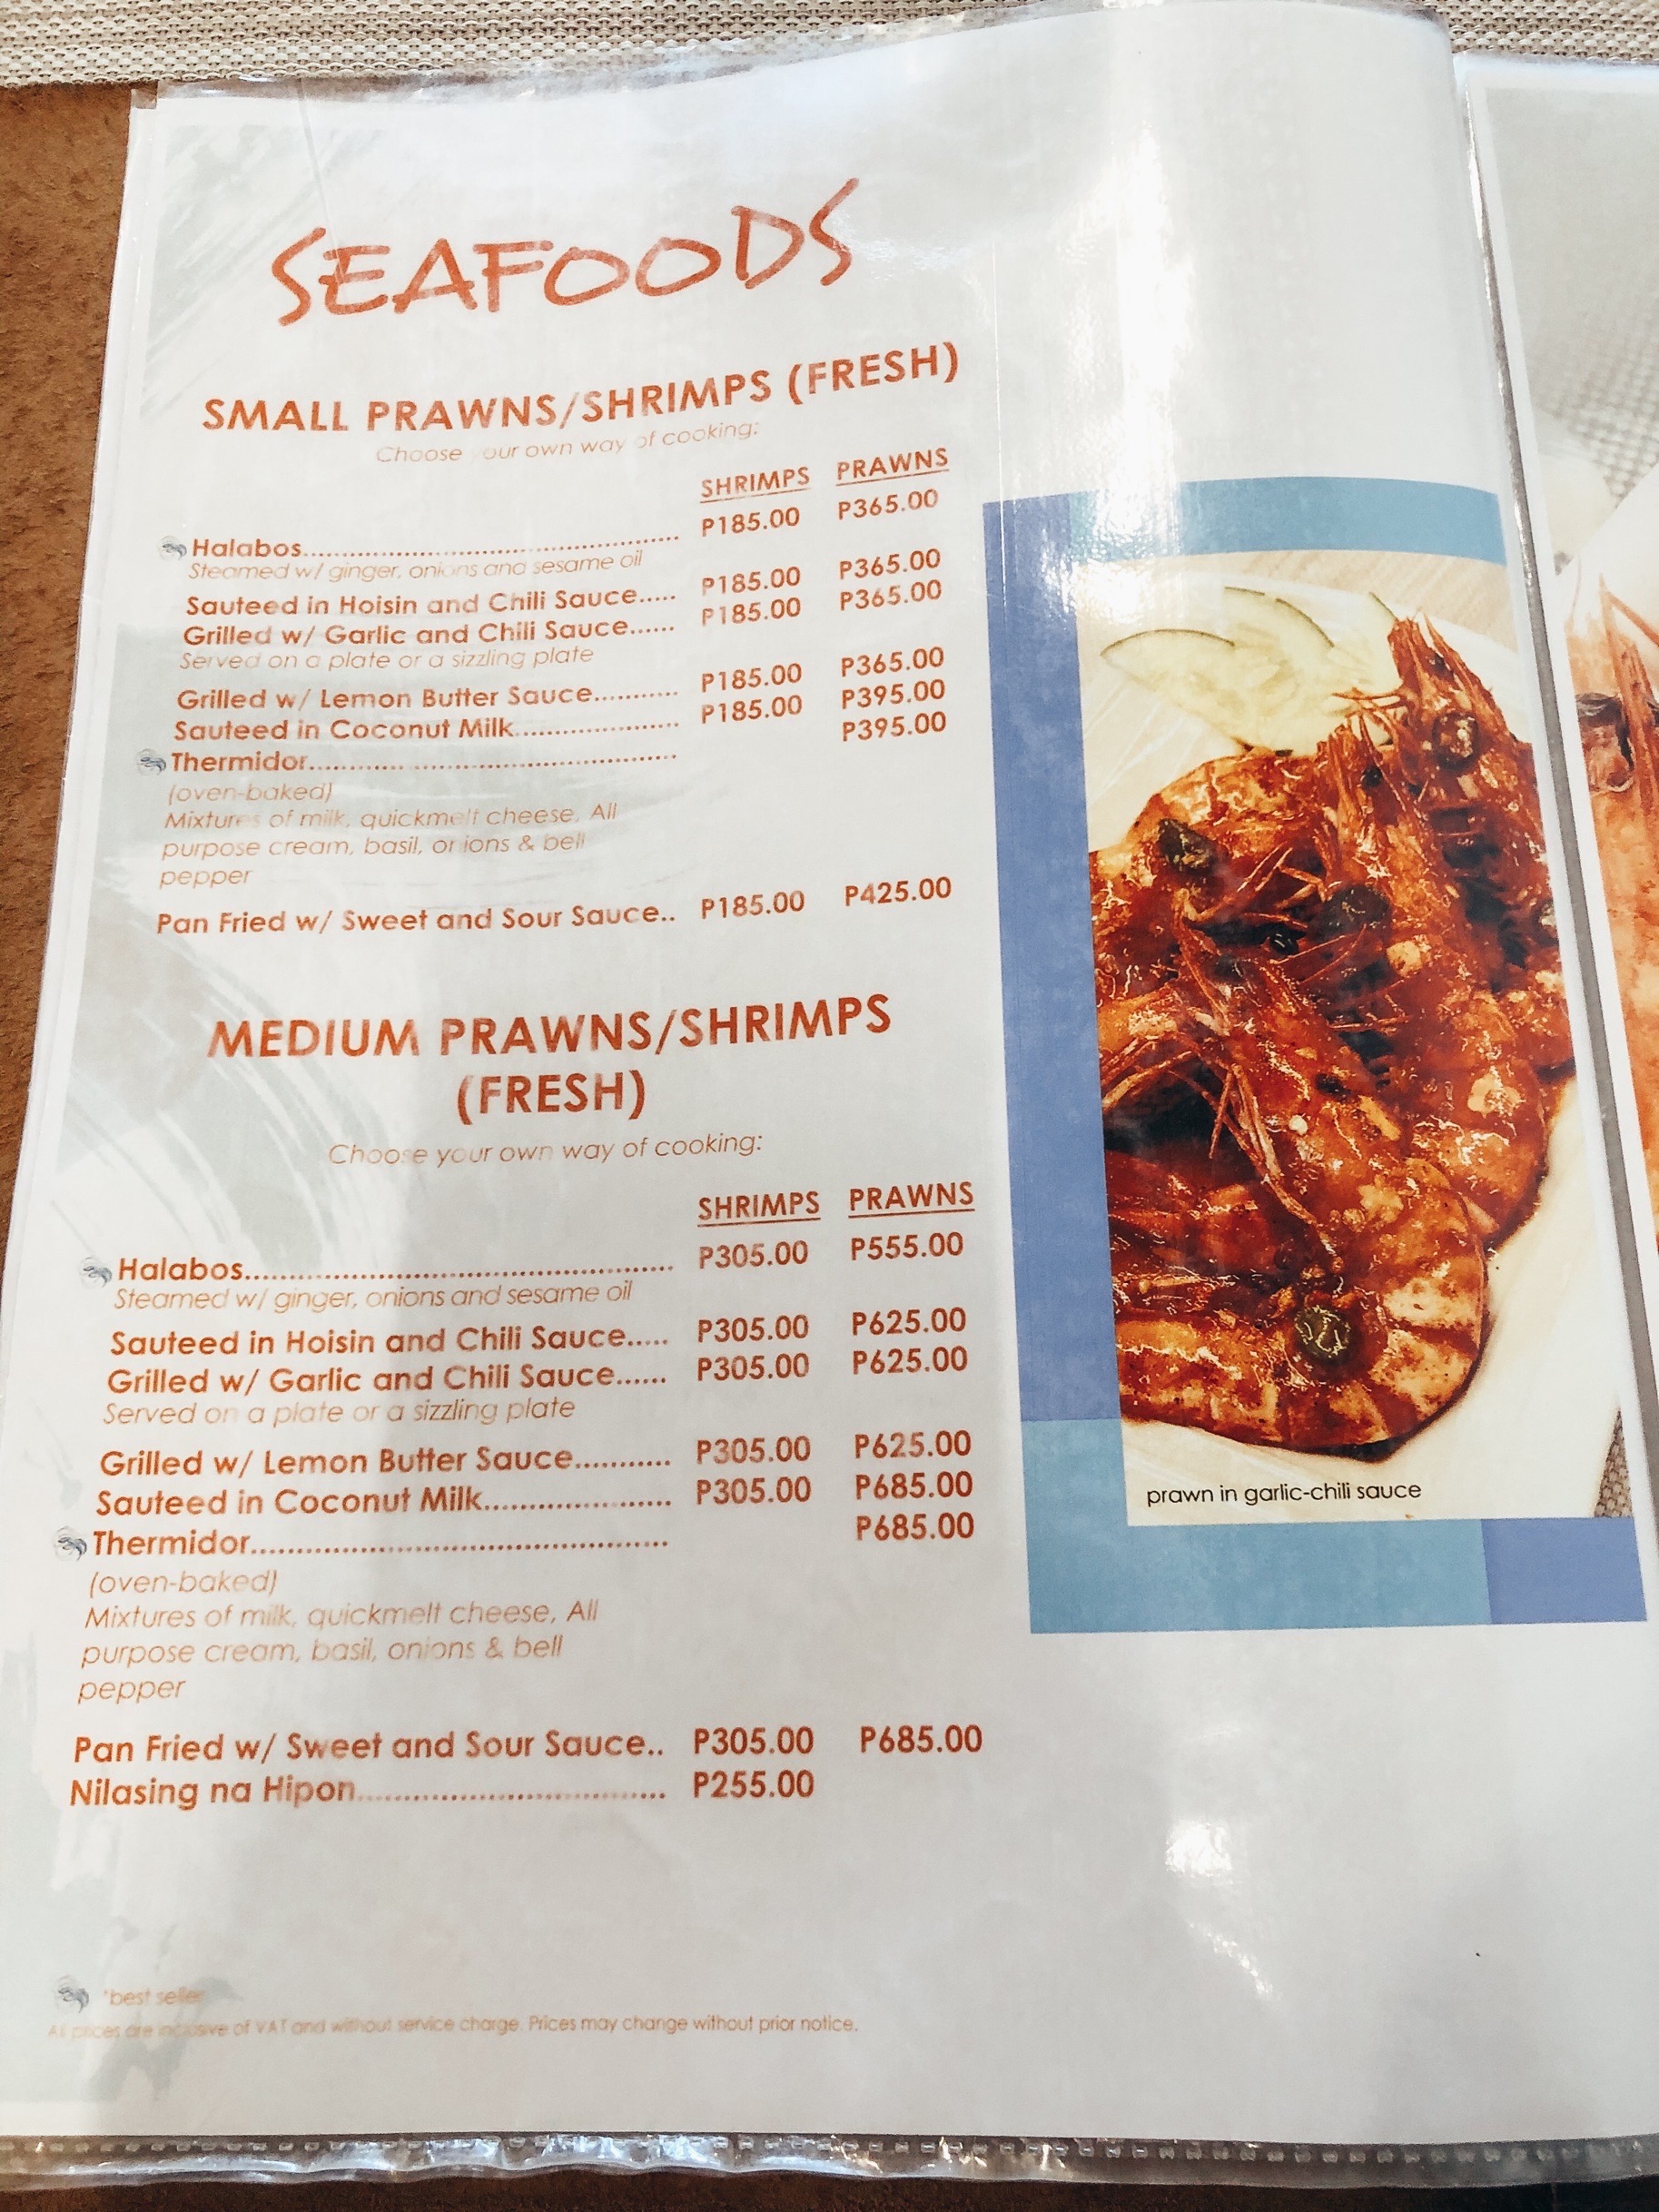 SEAFOODS
SMALL PRAWNS/SHRIMPS (FRESH)
Choose your own way of cooking:
SHRIMPS PRAWNS
Halabos.......................................................... P185.00 P365.00
Steamed w/ ginger, onions and sesame oil
Sauteed in Hoisin and Chili Sauce..... P185.00 P365.00
Grilled w/ Garlic and Chili Sauce...... P185.00 P365.00
Served on a plate or a sizzling plate
Grilled w/ Lemon Butter Sauce........... P185.00 P365.00
Sauteed in Coconut Milk...................... P185.00 P395.00
Thermidor.................................................. P395.00
(oven-baked)
Mixtures of milk, quickmelt cheese, All
purpose cream, basil, onions & bell
pepper
Pan Fried w/ Sweet and Sour Sauce.. P185.00 P425.00
MEDIUM PRAWNS/SHRIMPS
(FRESH)
Choose your own way of cooking:
SHRIMPS PRAWNS
Halabos.................................................. P305.00 P555.00
Steamed w/ ginger, onions and sesame oil
Sauteed in Hoisin and Chili Sauce..... P305.00 P625.00
Grilled w/ Garlic and Chili Sauce...... P305.00 P625.00
Served on a plate or a sizzling plate
Grilled w/ Lemon Butter Sauce........... P305.00 P625.00
Sauteed in Coconut Milk...................... P305.00 P685.00
Thermidor.............................................. P685.00
(oven-baked)
Mixtures of milk, quickmelt cheese, All
purpose cream, basil, onions & bell
pepper
Pan Fried w/ Sweet and Sour Sauce.. P305.00 P685.00
Nilasing na Hipon.................................. P255.00
prawn in garlic-chili sauce
*best seller
All prices are inclusive of VAT and without service charge. Prices may change without prior notice.